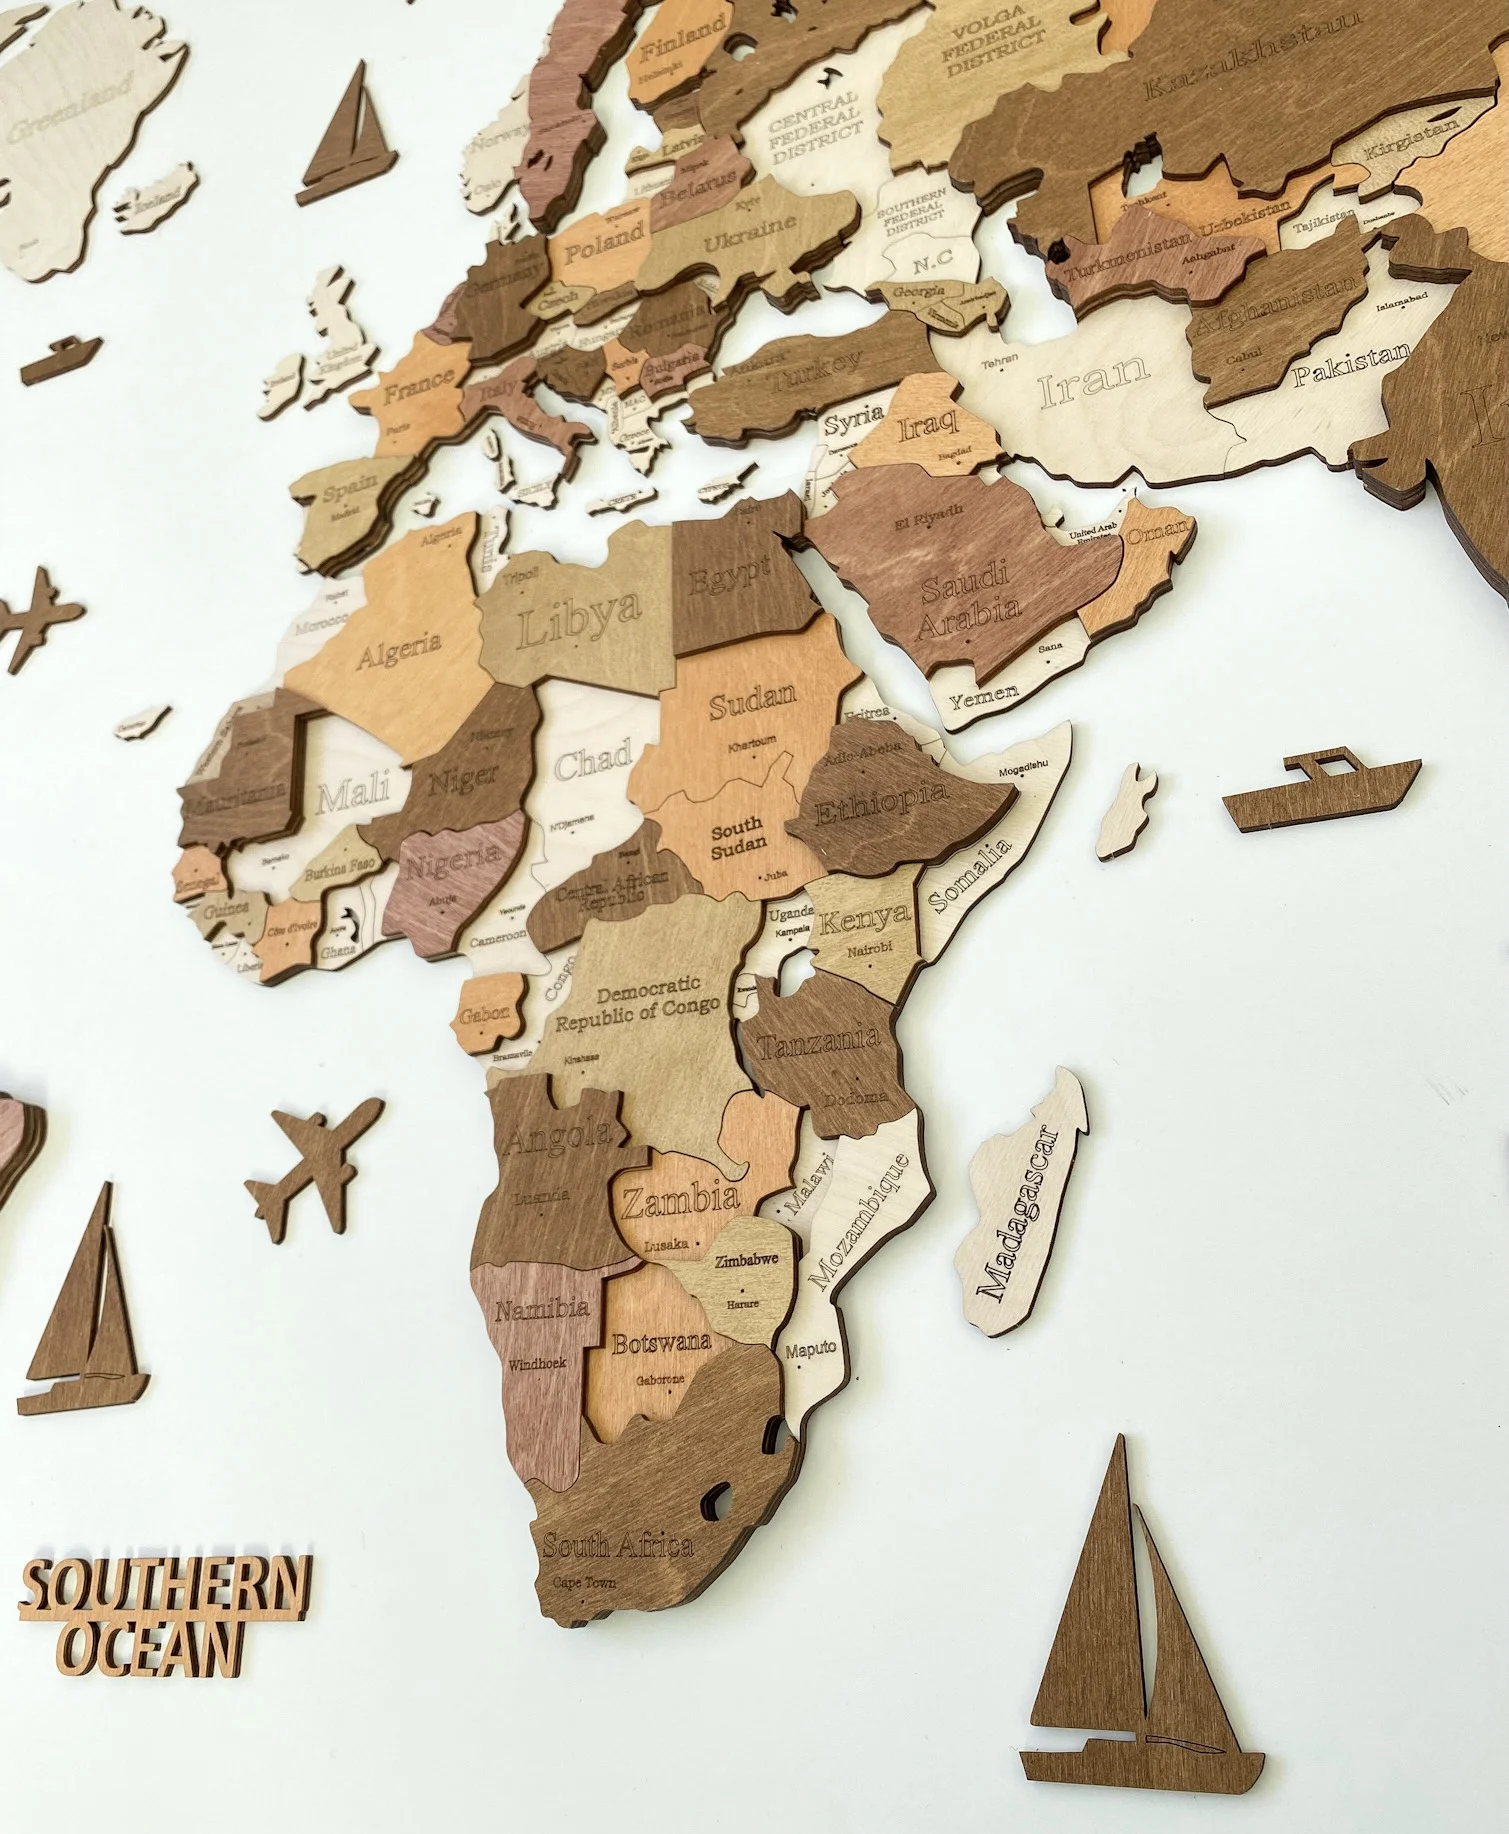 Greenland
Iceland
Finland
Helsinki
Norway
Oslo
VOLGA
FEDERAL
DISTRICT
CENTRAL
FEDERAL
DISTRICT
Kazakhstan
Kirgistan
Latvia
Belarus
Kyiv
Ukraine
Poland
Germany
Czech
SOUTHERN
FEDERAL
DISTRICT
N.C
Georgia
Tashkent
Uzbekistan
Tajikistan
Dushanbe
Turkmenistan
Ashgabat
Afghanistan
Cabul
Islamabad
Pakistan
United
Kingdom
Ireland
France
Paris
Italy
Romania
Serbia
Bulgaria
Greece
Ankara
Turkey
Tehran
Iran
Syria
Iraq
Bagdad
Spain
Madrid
Algeria
Tunis
Tripoli
Libya
Cairo
Egypt
El Riyadh
Saudi
Arabia
United Arab
Emirates
Oman
Sana
Yemen
Rabat
Morocco
Algeria
Mauritania
Mali
Bamako
Niger
Niamey
Chad
N'Djamena
Sudan
Khartoum
Eritrea
Adis-Abeba
Ethiopia
Mogadishu
Somalia
South
Sudan
Juba
Senegal
Guinea
Burkina Faso
Côte d'Ivoire
Liberia
Ghana
Nigeria
Abuja
Yaounde
Cameroon
Central African
Republic
Uganda
Kampala
Kenya
Nairobi
Gabon
Congo
Brazzaville
Democratic
Republic of Congo
Kinshasa
Tanzania
Dodoma
Angola
Luanda
Zambia
Lusaka
Malawi
Mozambique
Maputo
Madagascar
Zimbabwe
Harare
Namibia
Windhoek
Botswana
Gaborone
South Africa
Cape Town
SOUTHERN
OCEAN